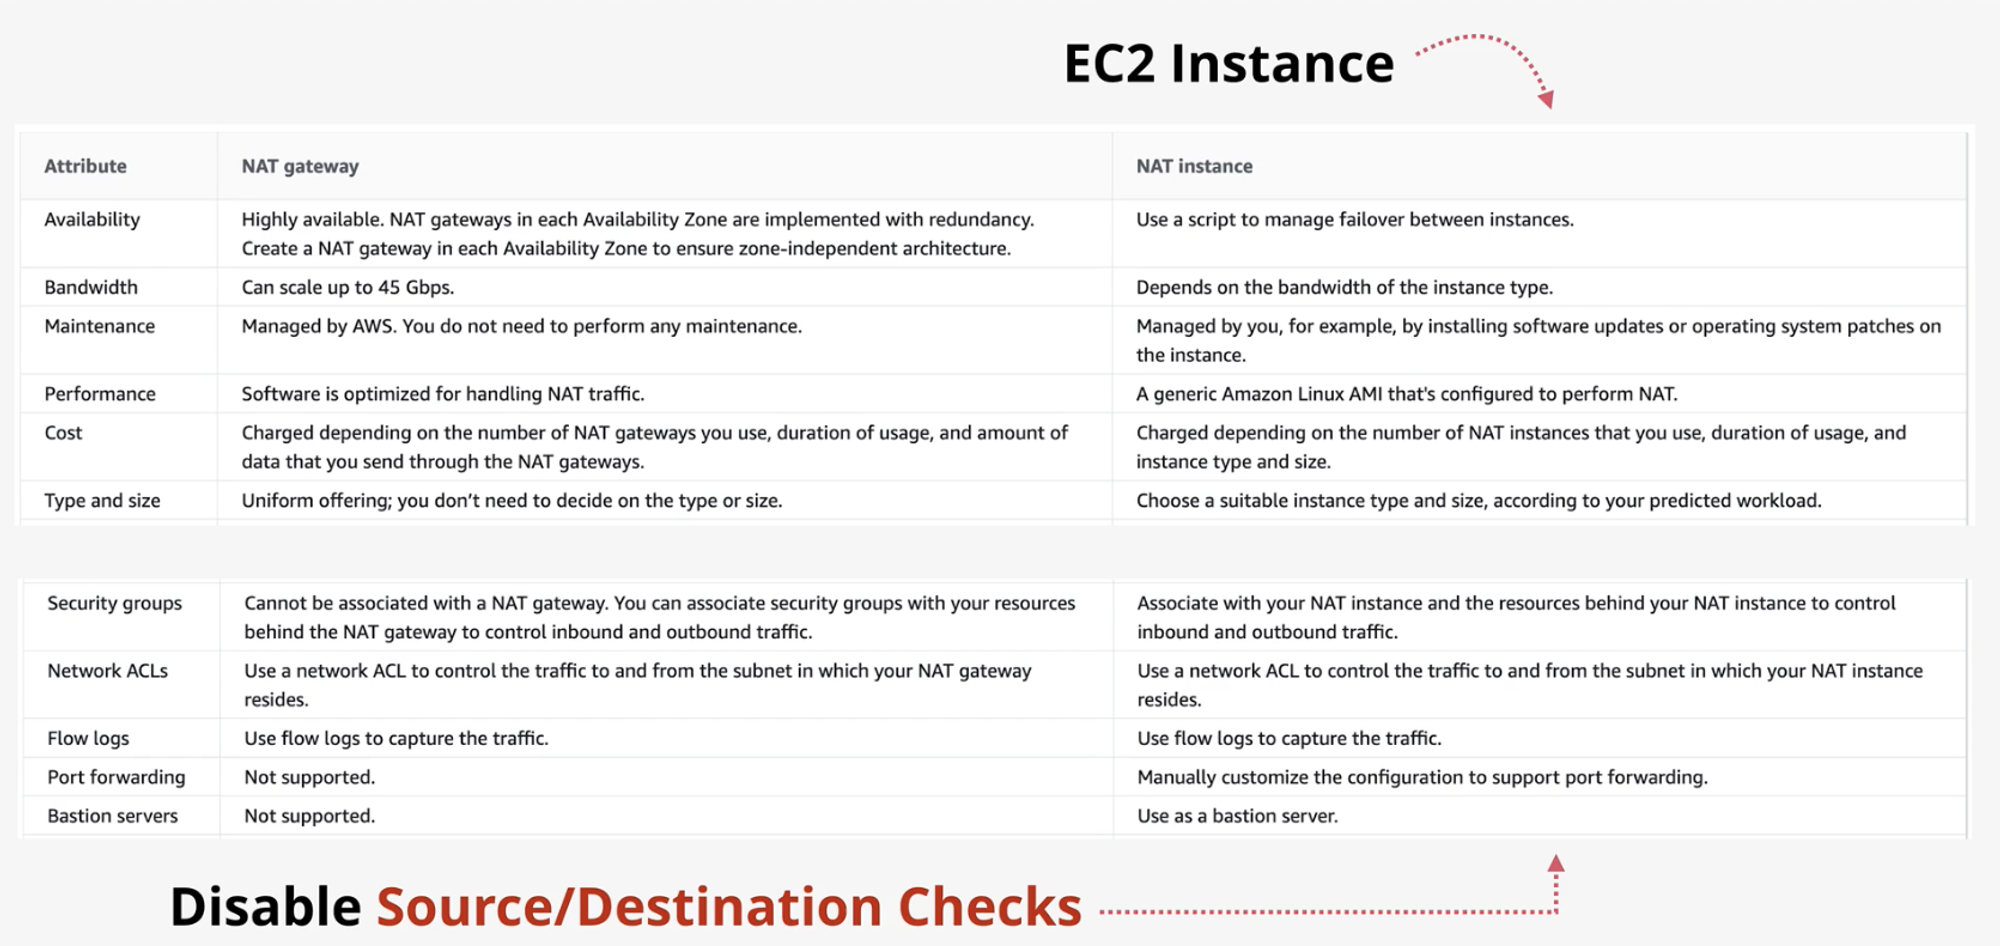 EC2 Instance
Attribute NAT gateway NAT instance
Availability Highly available. NAT gateways in each Availability Zone are implemented with redundancy. Use a script to manage failover between instances.
Create a NAT gateway in each Availability Zone to ensure zone-independent architecture.
Bandwidth Can scale up to 45 Gbps. Depends on the bandwidth of the instance type.
Maintenance Managed by AWS. You do not need to perform any maintenance. Managed by you, for example, by installing software updates or operating system patches on
the instance.
Performance Software is optimized for handling NAT traffic. A generic Amazon Linux AMI that's configured to perform NAT.
Cost Charged depending on the number of NAT gateways you use, duration of usage, and amount of Charged depending on the number of NAT instances that you use, duration of usage, and
data that you send through the NAT gateways. instance type and size.
Type and size Uniform offering; you don’t need to decide on the type or size. Choose a suitable instance type and size, according to your predicted workload.
Security groups Cannot be associated with a NAT gateway. You can associate security groups with your resources Associate with your NAT instance and the resources behind your NAT instance to control
behind the NAT gateway to control inbound and outbound traffic. inbound and outbound traffic.
Network ACLs Use a network ACL to control the traffic to and from the subnet in which your NAT gateway Use a network ACL to control the traffic to and from the subnet in which your NAT instance
resides. resides.
Flow logs Use flow logs to capture the traffic. Use flow logs to capture the traffic.
Port forwarding Not supported. Manually customize the configuration to support port forwarding.
Bastion servers Not supported. Use as a bastion server.
Disable Source/Destination Checks